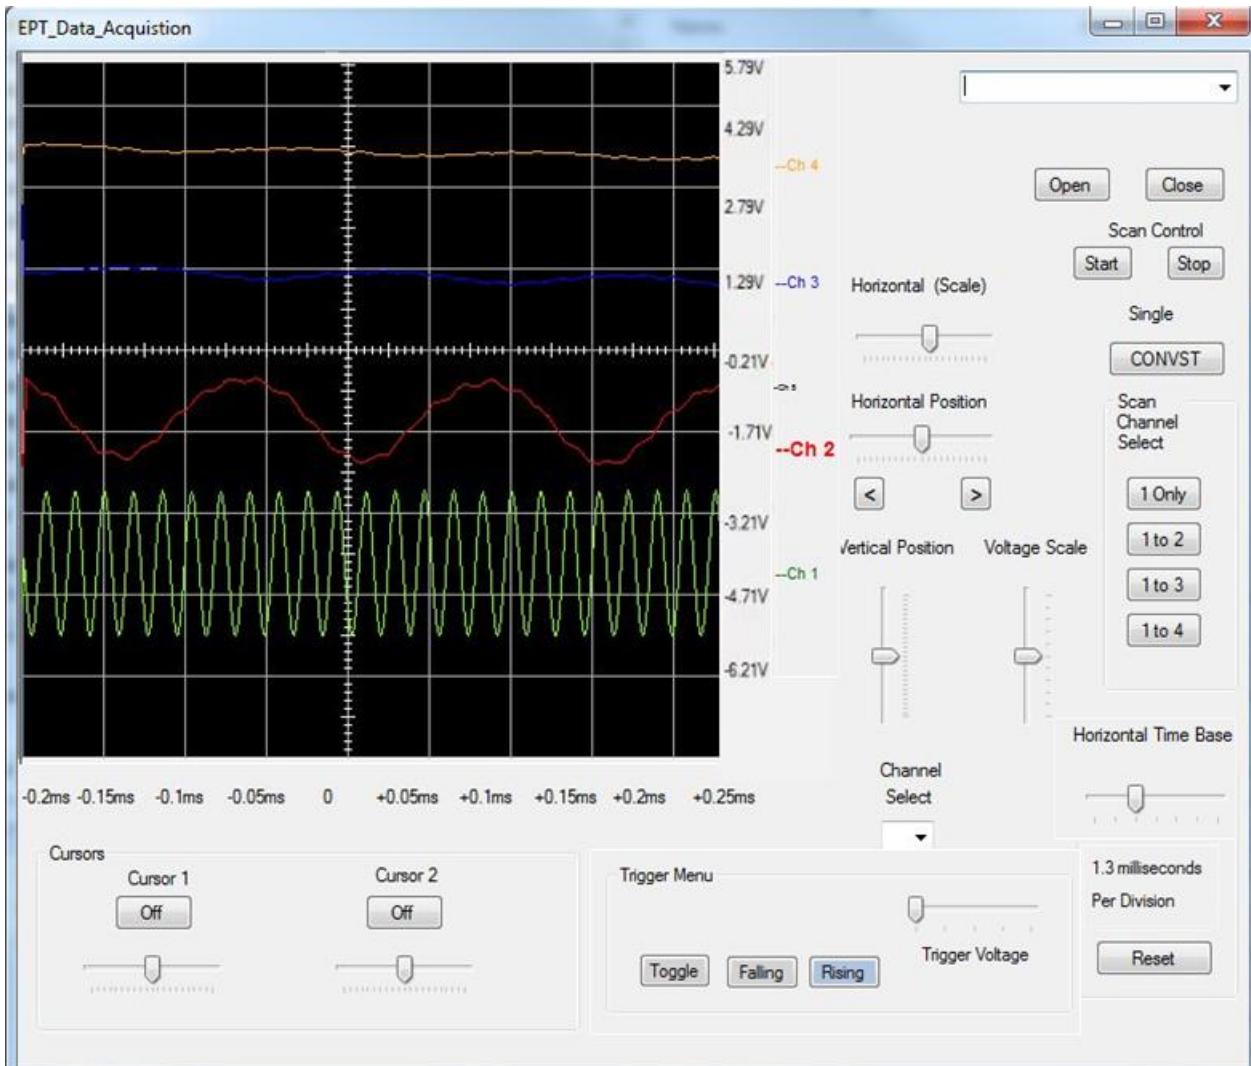 EPT_Data_Acquistion
5.79V
4.29V
--Ch 4
2.79V
1.29V
--Ch 3
-0.21V
-1.71V
--Ch 2
-3.21V
--Ch 1
-4.71V
-6.21V
-0.2ms -0.15ms -0.1ms -0.05ms 0 +0.05ms +0.1ms +0.15ms +0.2ms +0.25ms
Open Close
Scan Control
Start Stop
Horizontal (Scale)
Single
CONVST
Horizontal Position
< >
Scan
Channel
Select
1 Only
1 to 2
1 to 3
1 to 4
Vertical Position Voltage Scale
Horizontal Time Base
Channel
Select
1.3 milliseconds
Per Division
Reset
Cursors
Cursor 1 Cursor 2
Off Off
Trigger Menu
Trigger Voltage
Toggle Falling Rising